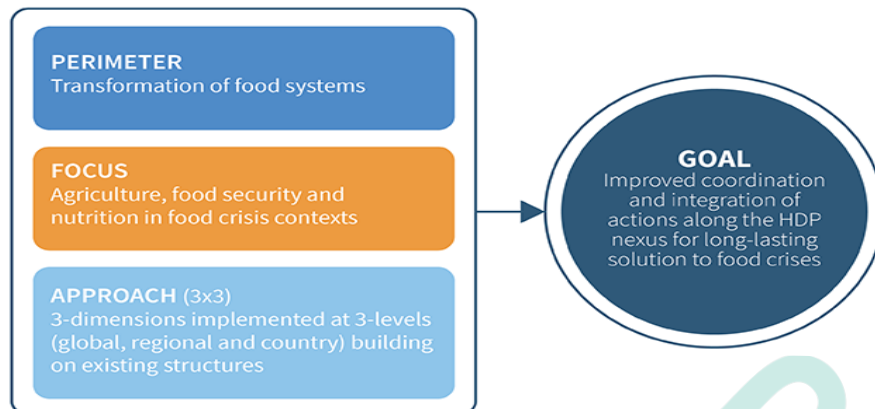 PERIMETER
Transformation of food systems
FOCUS
Agriculture, food security and
nutrition in food crisis contexts
APPROACH (3x3)
3-dimensions implemented at 3-levels
(global, regional and country) building
on existing structures
GOAL
Improved coordination
and integration of
actions along the HDP
nexus for long-lasting
solution to food crises